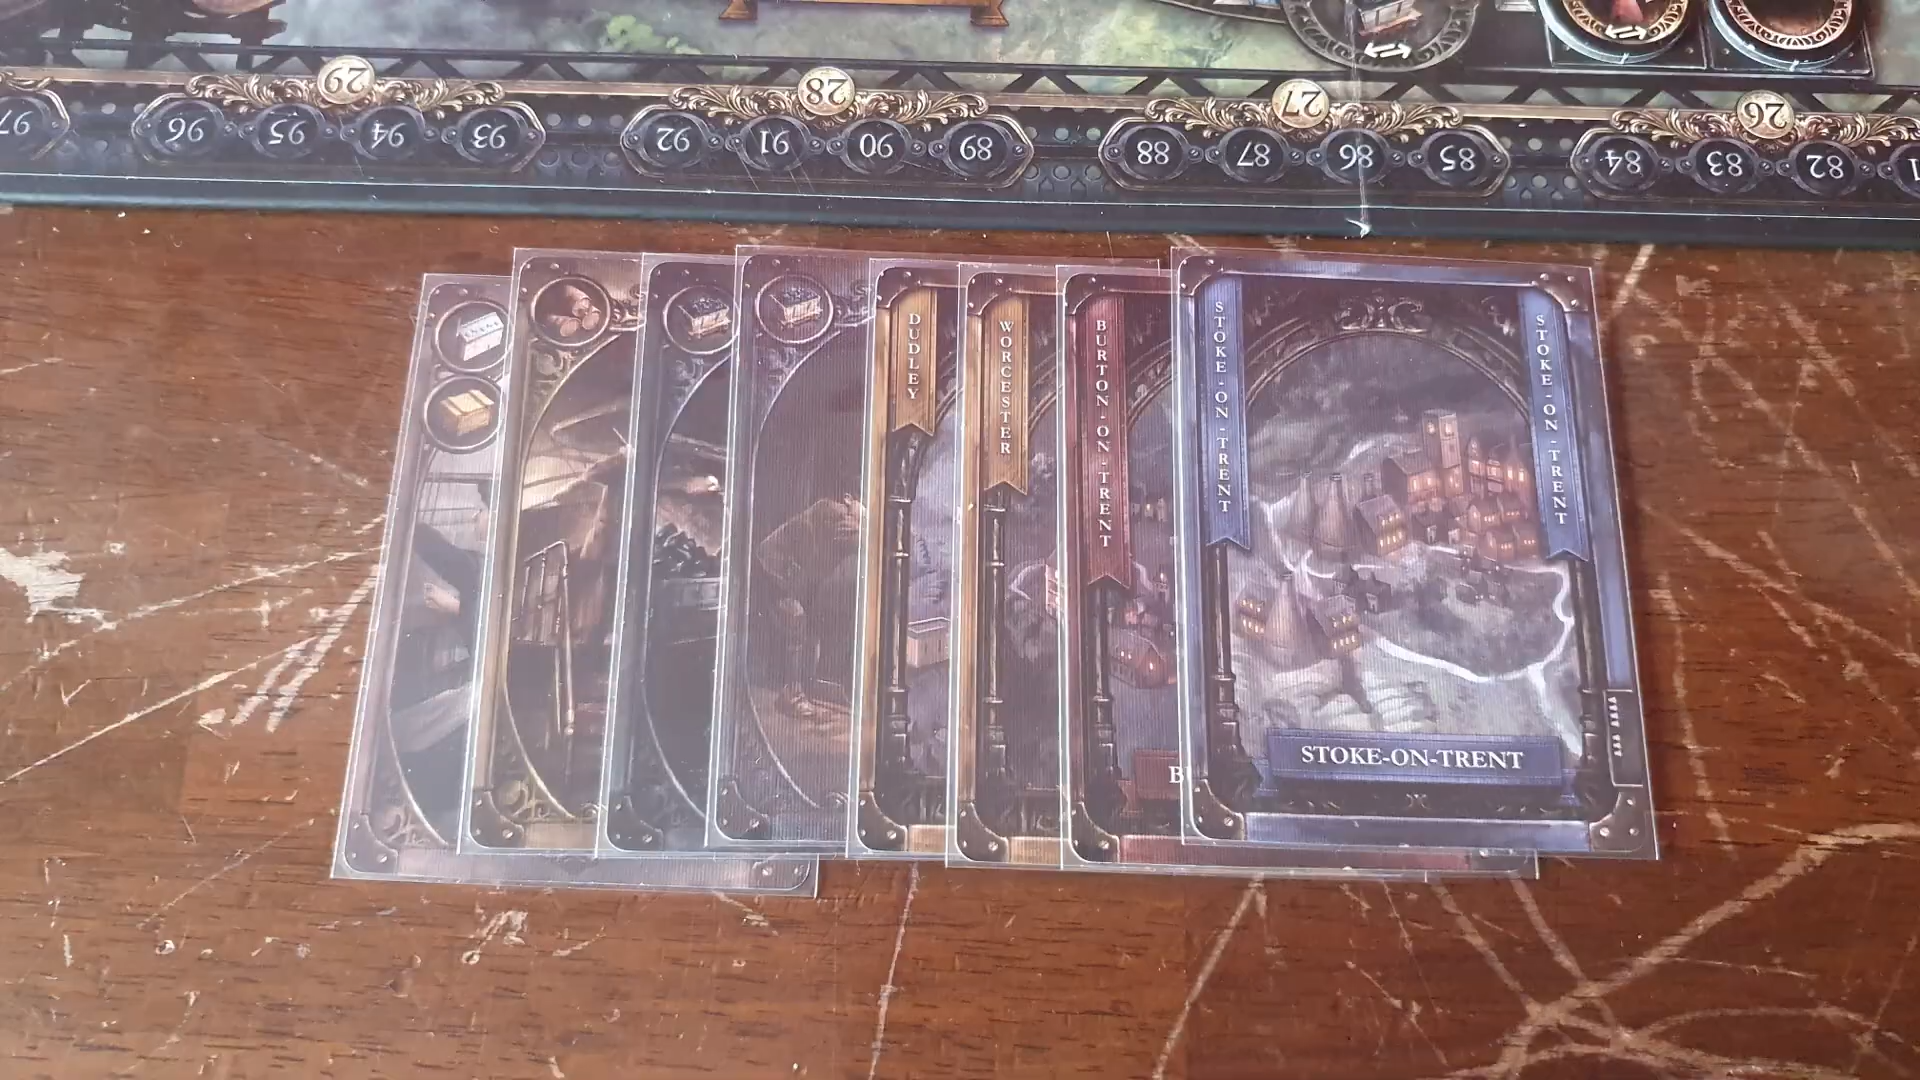 29
28
27
26
97
96
95
94
93
92
91
90
89
88
87
86
85
84
83
82
DUDLEY
WORCESTER
BURTON-ON-TRENT
STOKE-ON-TRENT
STOKE-ON-TRENT
B
STOKE-ON-TRENT